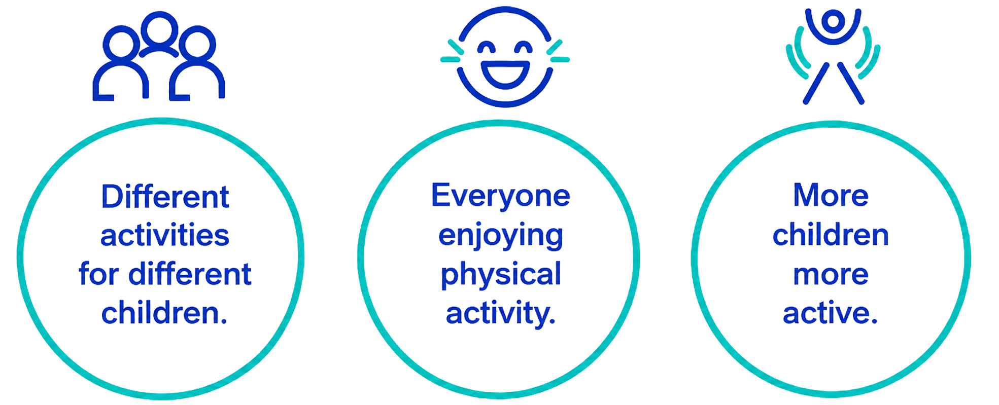 Different
activities
for different
children.
Everyone
enjoying
physical
activity.
More
children
more
active.